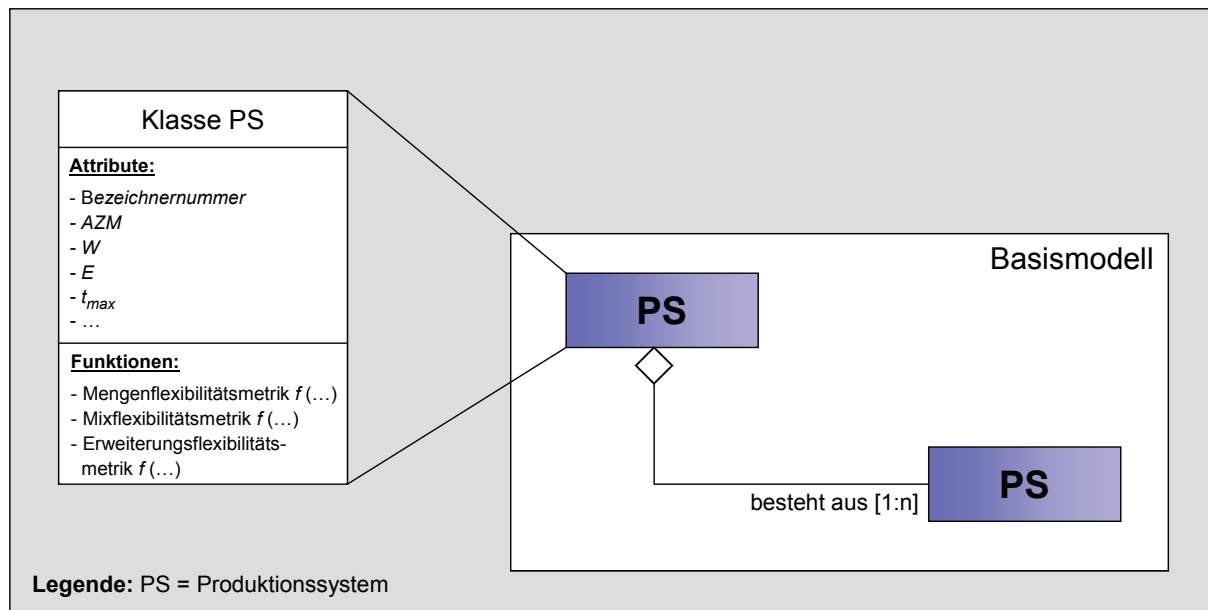 Klasse PS
Attribute:
- Bezeichnernummer
- AZM
- W
- E
- tmax
- …
Funktionen:
- Mengenflexibilitätsmetrik f (…)
- Mixflexibilitätsmetrik f (…)
- Erweiterungsflexibilitäts-
metrik f (…)
Basismodell
PS
besteht aus [1:n]
PS
Legende: PS = Produktionssystem